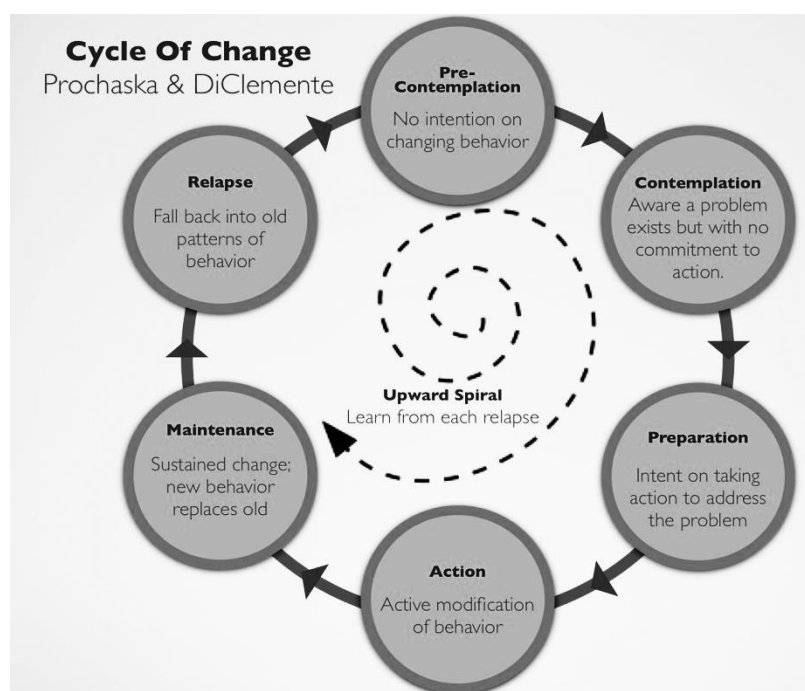 Cycle Of Change
Prochaska & DiClemente
Pre-
Contemplation
No intention on
changing behavior
Contemplation
Aware a problem
exists but with no
commitment to
action.
Preparation
Intent on taking
action to address
the problem
Action
Active modification
of behavior
Maintenance
Sustained change;
new behavior
replaces old
Relapse
Fall back into old
patterns of
behavior
Upward Spiral
Learn from each relapse